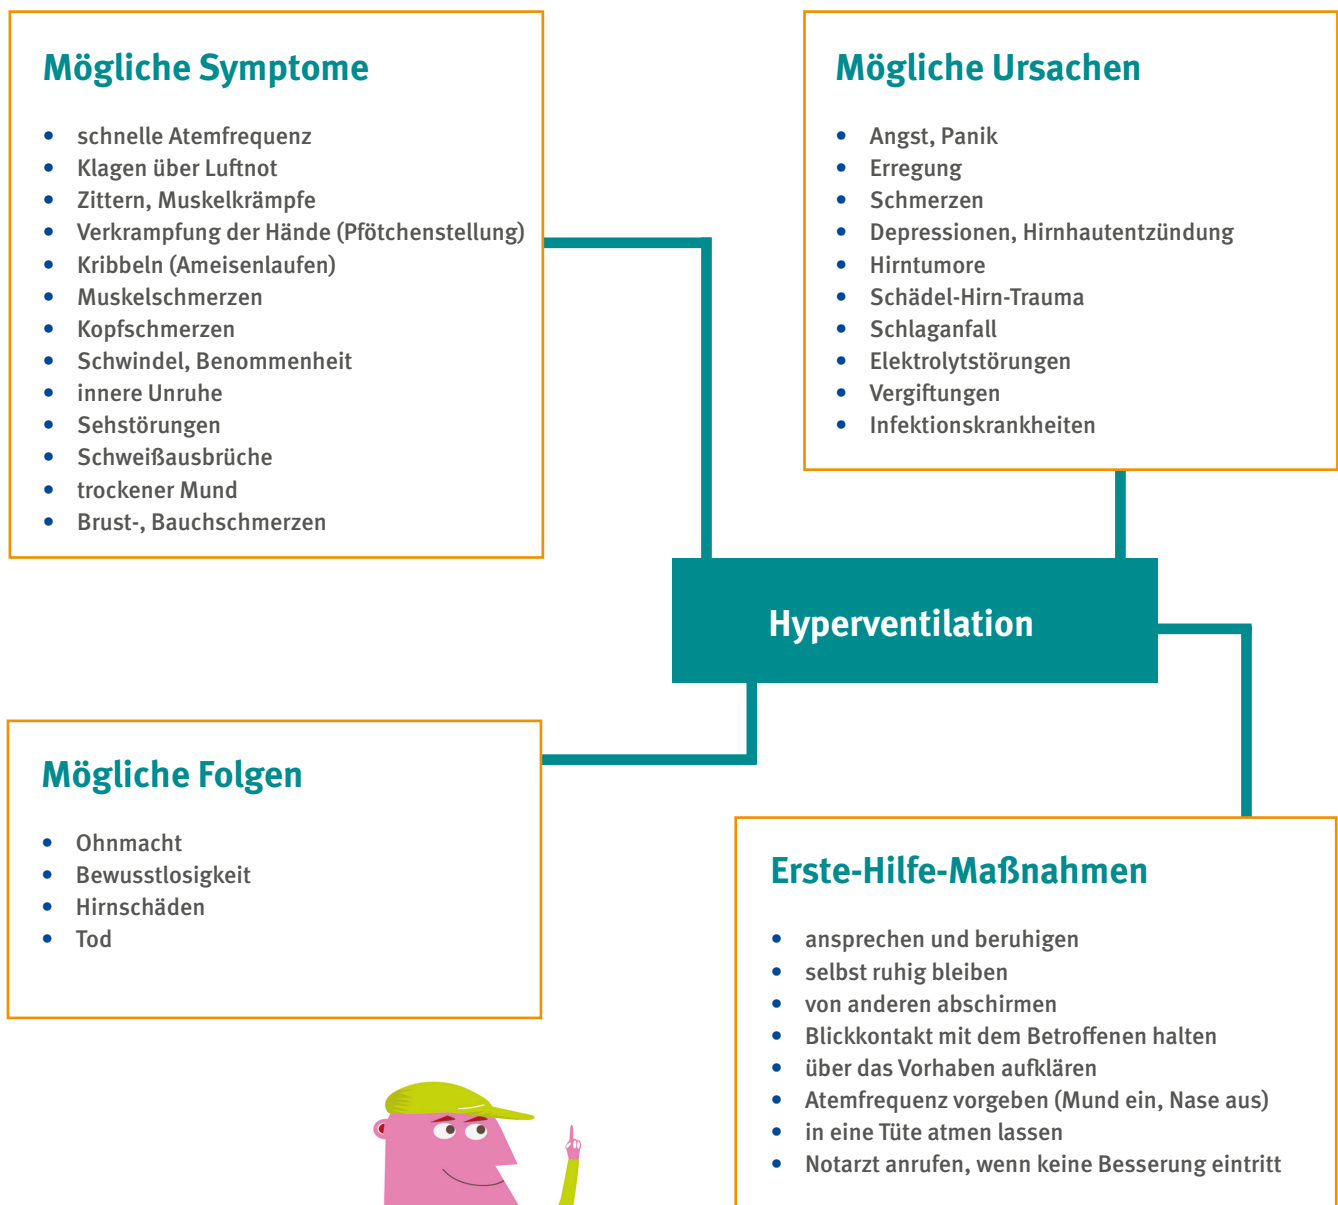 Mögliche Symptome
• schnelle Atemfrequenz
• Klagen über Luftnot
• Zittern, Muskelkrämpfe
• Verkrampfung der Hände (Pfötchenstellung)
• Kribbeln (Ameisenlaufen)
• Muskelschmerzen
• Kopfschmerzen
• Schwindel, Benommenheit
• innere Unruhe
• Sehstörungen
• Schweißausbrüche
• trockener Mund
• Brust-, Bauchschmerzen
Mögliche Ursachen
• Angst, Panik
• Erregung
• Schmerzen
• Depressionen, Hirnhautentzündung
• Hirntumore
• Schädel-Hirn-Trauma
• Schlaganfall
• Elektrolytstörungen
• Vergiftungen
• Infektionskrankheiten
Hyperventilation
Mögliche Folgen
• Ohnmacht
• Bewusstlosigkeit
• Hirnschäden
• Tod
Erste-Hilfe-Maßnahmen
• ansprechen und beruhigen
• selbst ruhig bleiben
• von anderen abschirmen
• Blickkontakt mit dem Betroffenen halten
• über das Vorhaben aufklären
• Atemfrequenz vorgeben (Mund ein, Nase aus)
• in eine Tüte atmen lassen
• Notarzt anrufen, wenn keine Besserung eintritt